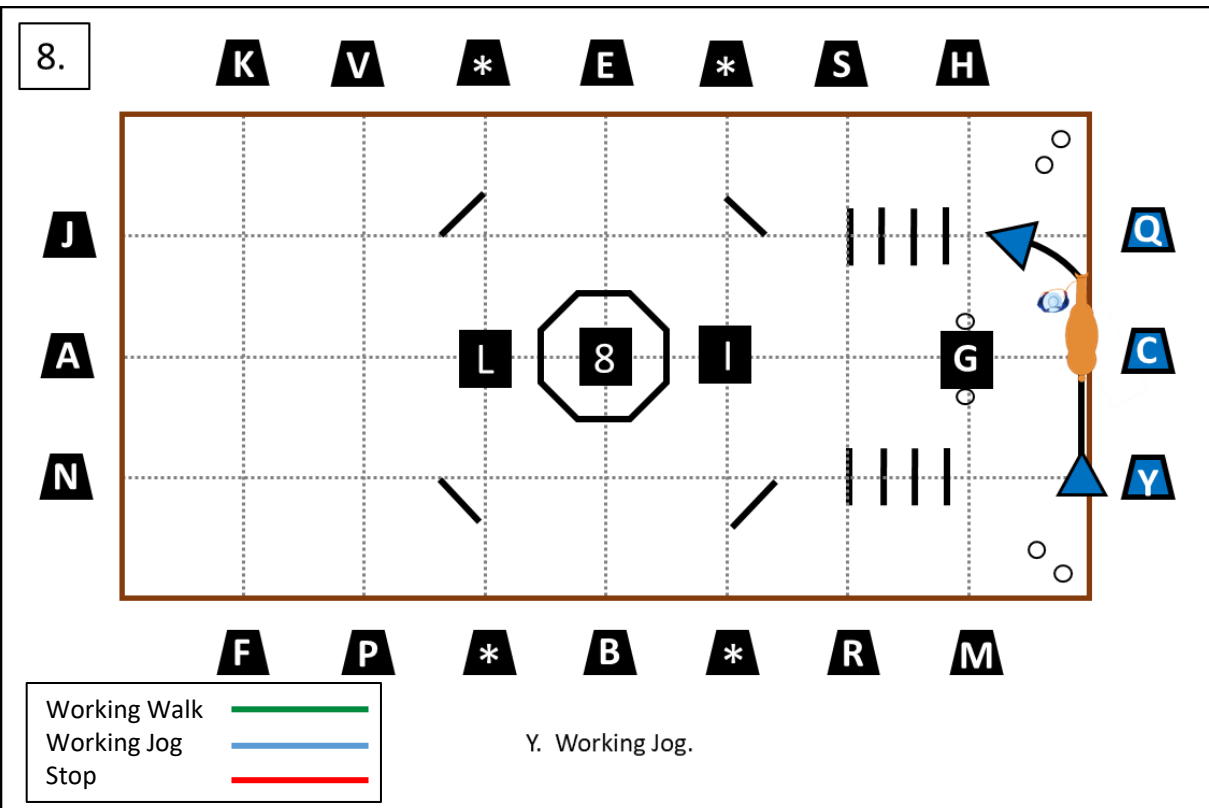 8.
K V * E * S H
J Q
L 8 I G
A C
N Y
F P * B * R M
Working Walk
Working Jog
Stop
Y. Working Jog.